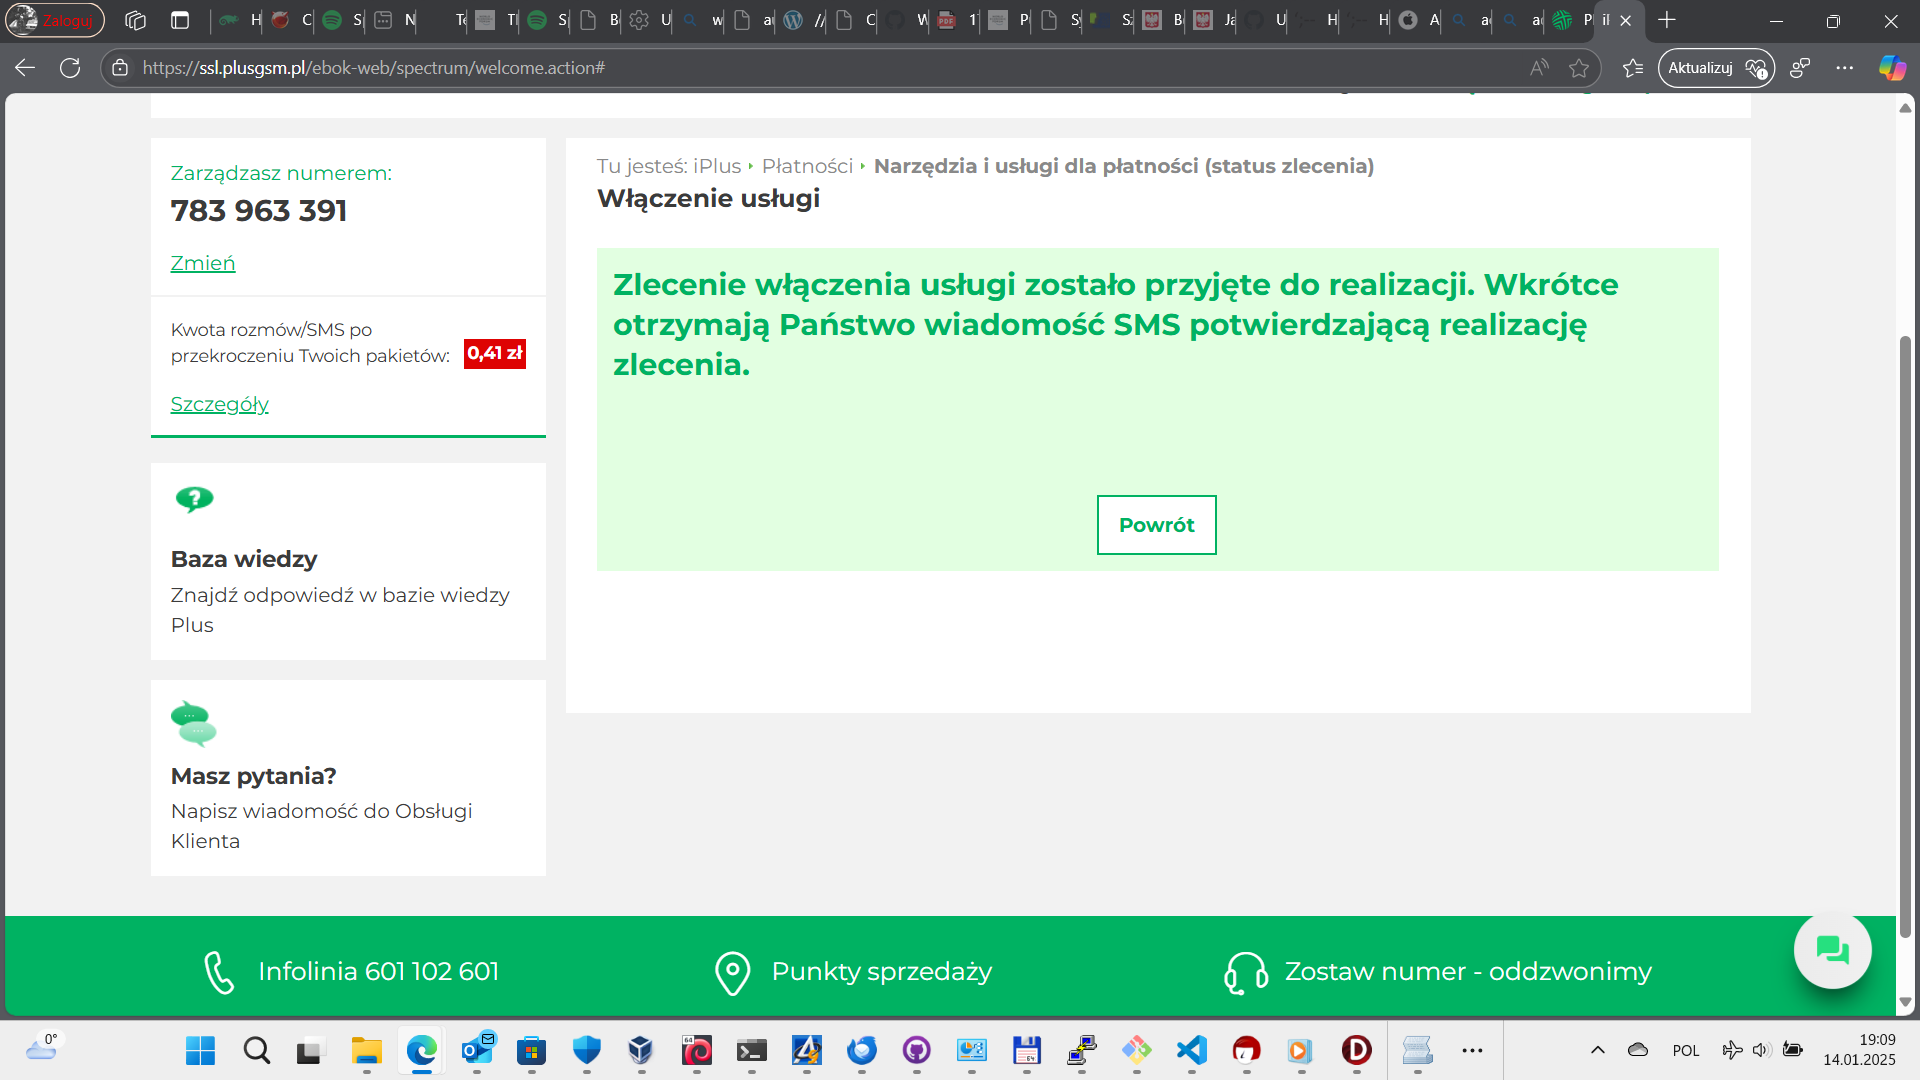 Zaloguj
https://ssl.plusgsm.pl/ebok-web/spectrum/welcome.action#
Aktualizuj
Zarządzasz numerem:
783 963 391
Zmień
Kwota rozmów/SMS po
przekroczeniu Twoich pakietów:
0,41 zł
Szczegóły
Baza wiedzy
Znajdź odpowiedź w bazie wiedzy
Plus
Masz pytania?
Napisz wiadomość do Obsługi
Klienta
Tu jesteś: iPlus Płatności Narzędzia i usługi dla płatności (status zlecenia)
Włączenie usługi
Zlecenie włączenia usługi zostało przyjęte do realizacji. Wkrótce
otrzymają Państwo wiadomość SMS potwierdzającą realizację
zlecenia.
Powrót
Infolinia 601 102 601
Punkty sprzedaży
Zostaw numer - oddzwonimy
0°
POL
19:09
14.01.2025